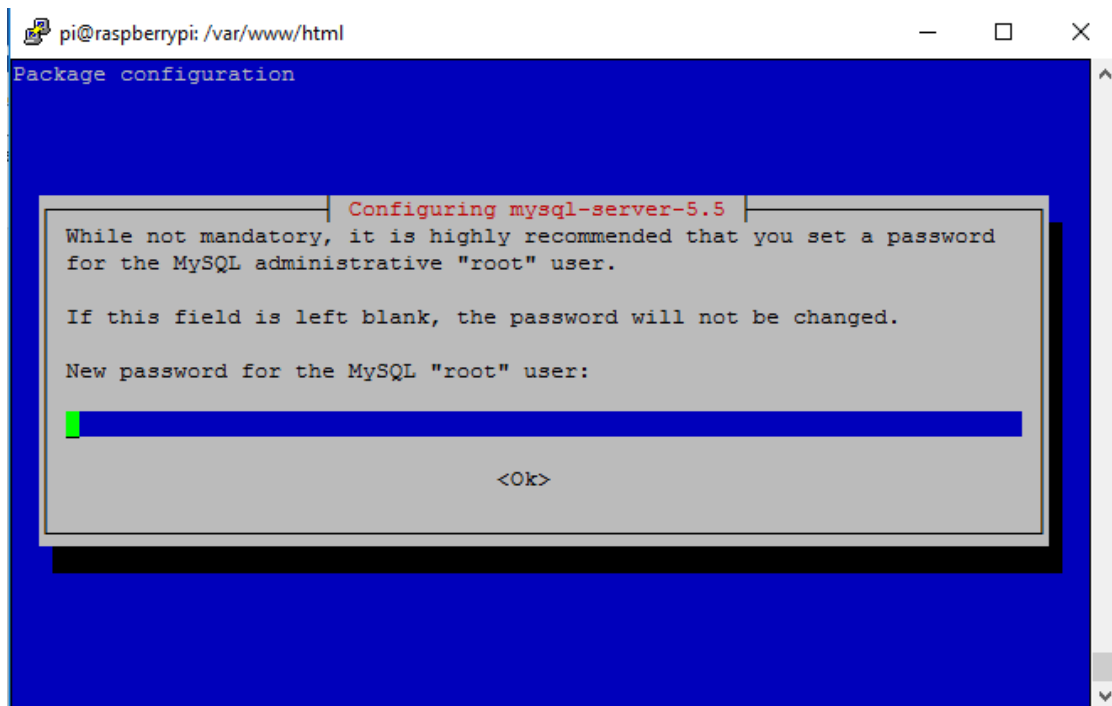 pi@raspberrypi: /var/www/html
Package configuration
Configuring mysql-server-5.5
While not mandatory, it is highly recommended that you set a password
for the MySQL administrative "root" user.
If this field is left blank, the password will not be changed.
New password for the MySQL "root" user:
<Ok>